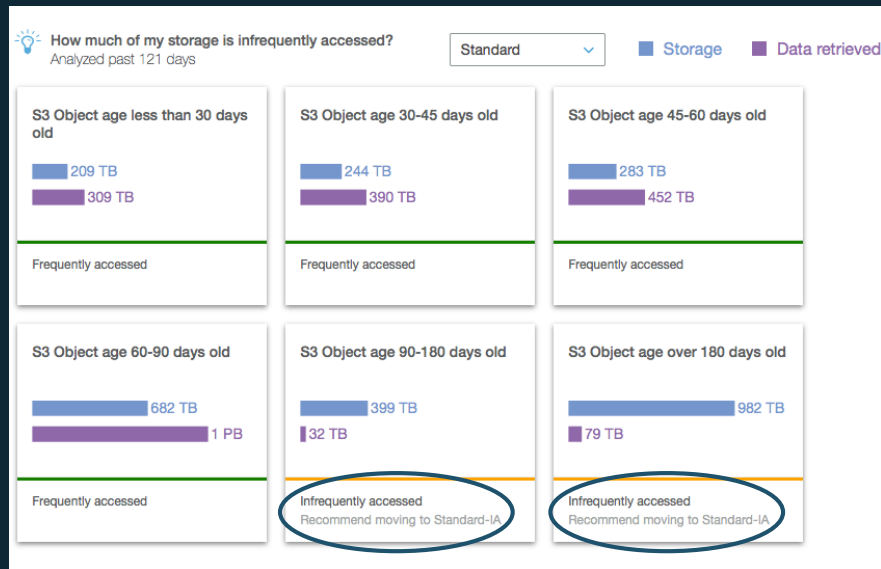 How much of my storage is infrequently accessed?
Analyzed past 121 days
Standard
Storage
Data retrieved
S3 Object age less than 30 days
old
209 TB
309 TB
Frequently accessed
S3 Object age 30-45 days old
244 TB
390 TB
Frequently accessed
S3 Object age 45-60 days old
283 TB
452 TB
Frequently accessed
S3 Object age 60-90 days old
682 TB
1 PB
Frequently accessed
S3 Object age 90-180 days old
399 TB
32 TB
Infrequently accessed
Recommend moving to Standard-IA
S3 Object age over 180 days old
982 TB
79 TB
Infrequently accessed
Recommend moving to Standard-IA